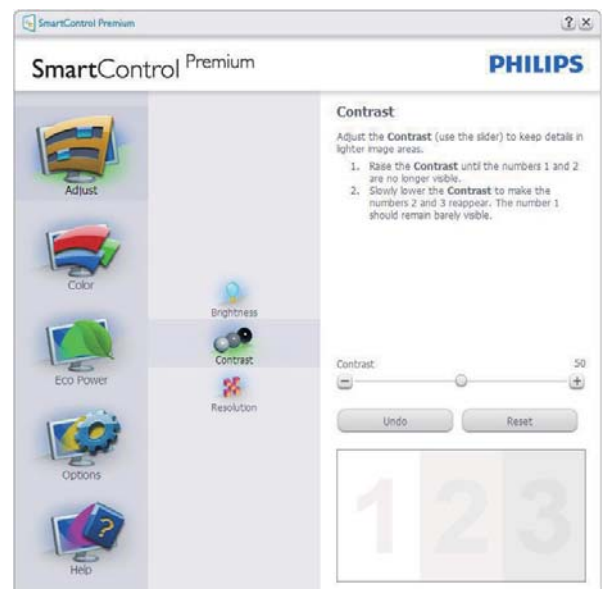 SmartControl Premium
SmartControl Premium
PHILIPS
Adjust
Color
Eco Power
Options
Help
Brightness
Contrast
Resolution
Contrast
Adjust the Contrast (use the slider) to keep details in
lighter image areas.
1. Raise the Contrast until the numbers 1 and 2
are no longer visible.
2. Slowly lower the Contrast to make the
numbers 2 and 3 reappear. The number 1
should remain barely visible.
Contrast 50
Undo Reset
1 2 3